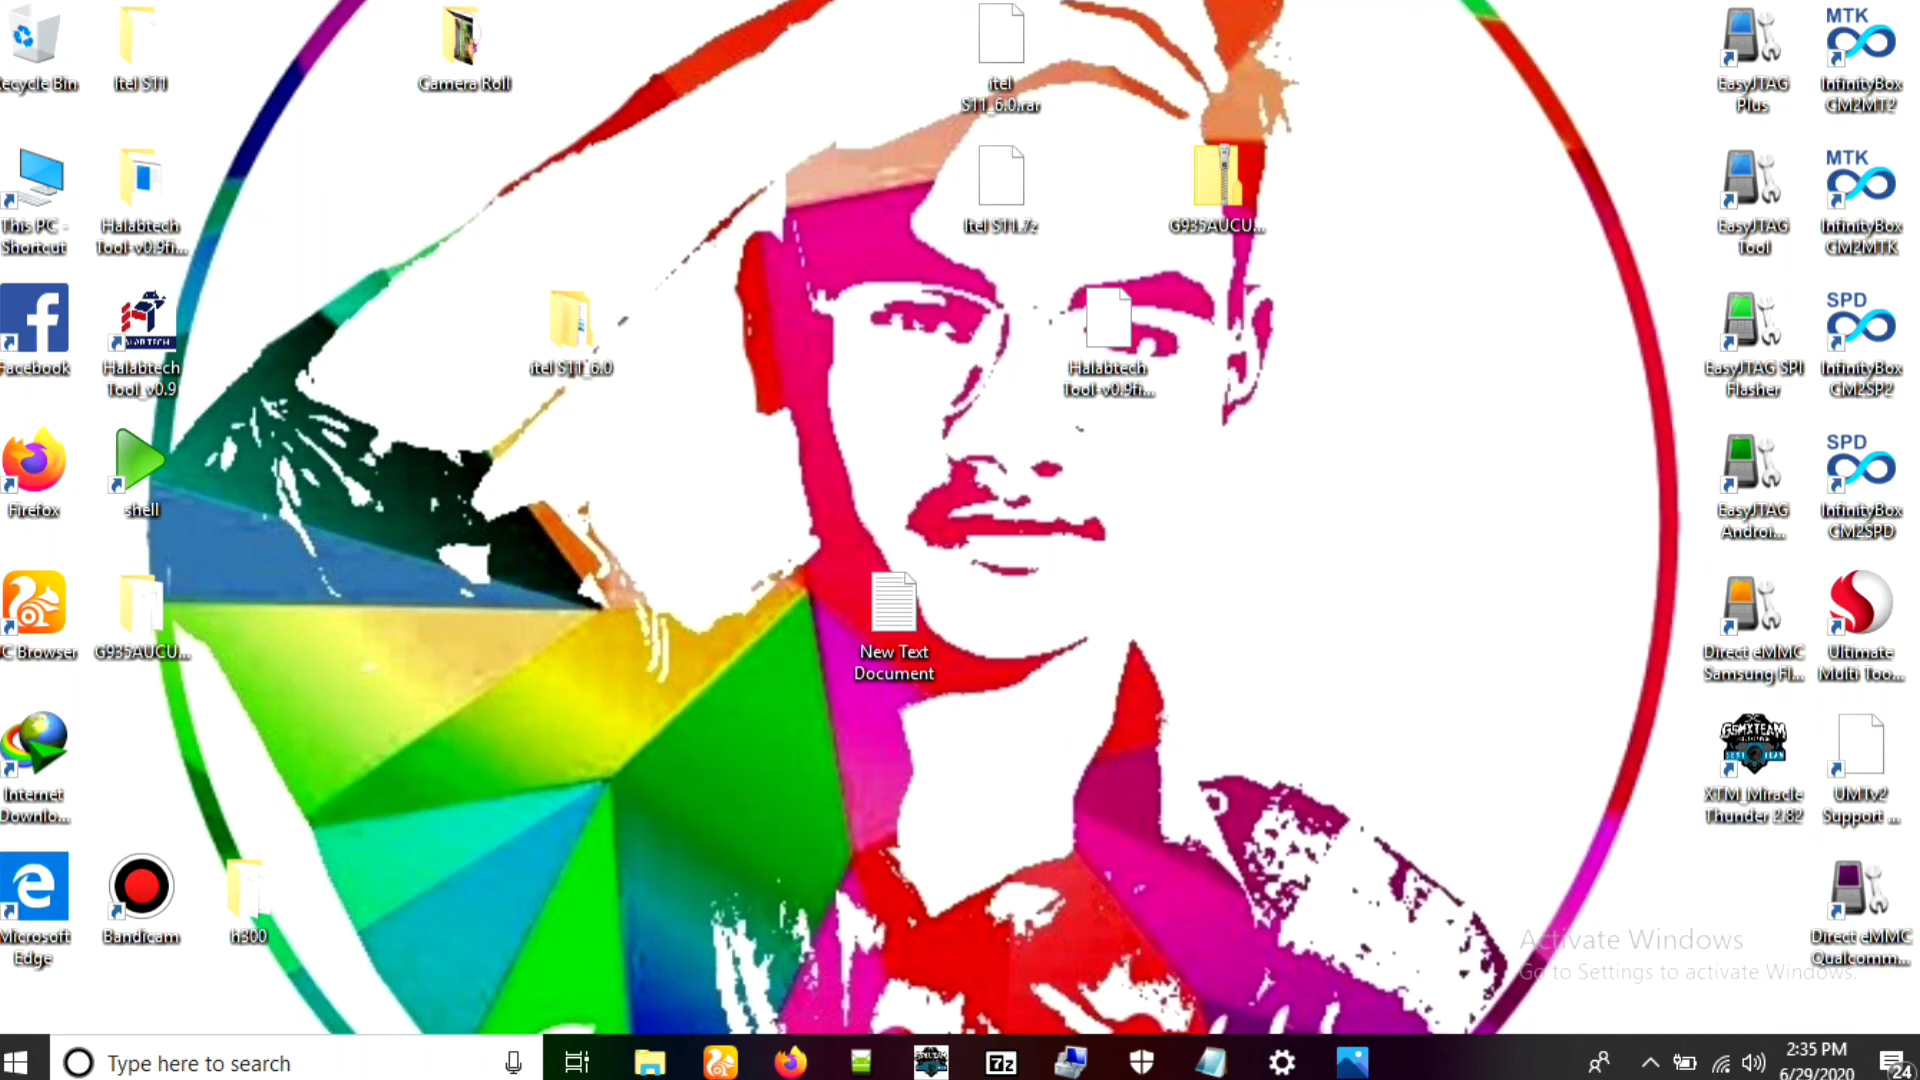 ecycle Bin
Itel S11
Camera Roll
itel
S11_6.0.rar
EasyJTAG
Plus
MTK
InfinityBox
CM2MT2
This PC -
Shortcut
Halabtech
Tool-v0.9fi...
Itel S11.7z
G935AUCU...
EasyJTAG
Tool
MTK
InfinityBox
CM2MTK
Facebook
Halabtech
Tool_v0.9
itel S11_6.0
Halabtech
Tool-v0.9fi...
EasyJTAG SPI
Flasher
SPD
InfinityBox
CM2SP2
Firefox
shell
EasyJTAG
Androi...
SPD
InfinityBox
CM2SPD
C Browser
G935AUCU...
New Text
Document
Direct eMMC
Samsung Fl...
Ultimate
Multi Too...
Internet
Downlo...
GSMXTEAM
XTM_Miracle
Thunder 2.82
UMTv2
Support ...
Microsoft
Edge
Bandicam
h300
Direct eMMC
Qualcomm...
Activate Windows
Go to Settings to activate Windows.
Type here to search
7z
2:35 PM
6/29/2020
24